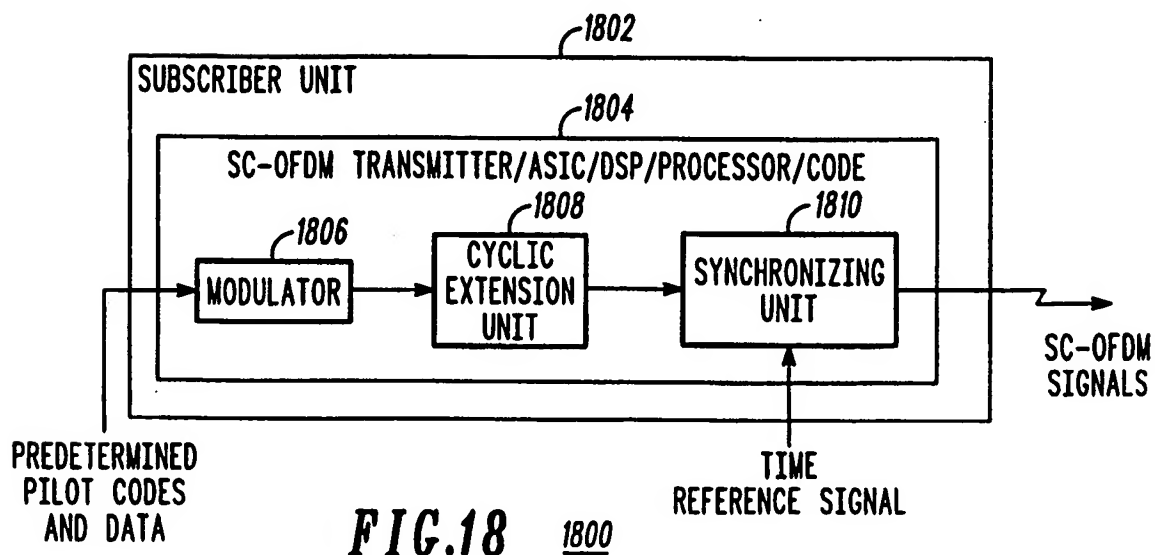 1802
SUBSCRIBER UNIT
1804
SC-OFDM TRANSMITTER/ASIC/DSP/PROCESSOR/CODE
1806
MODULATOR
1808
CYCLIC
EXTENSION
UNIT
1810
SYNCHRONIZING
UNIT
SC-OFDM
SIGNALS
PREDETERMINED
PILOT CODES
AND DATA
TIME
REFERENCE SIGNAL
FIG.18 1800